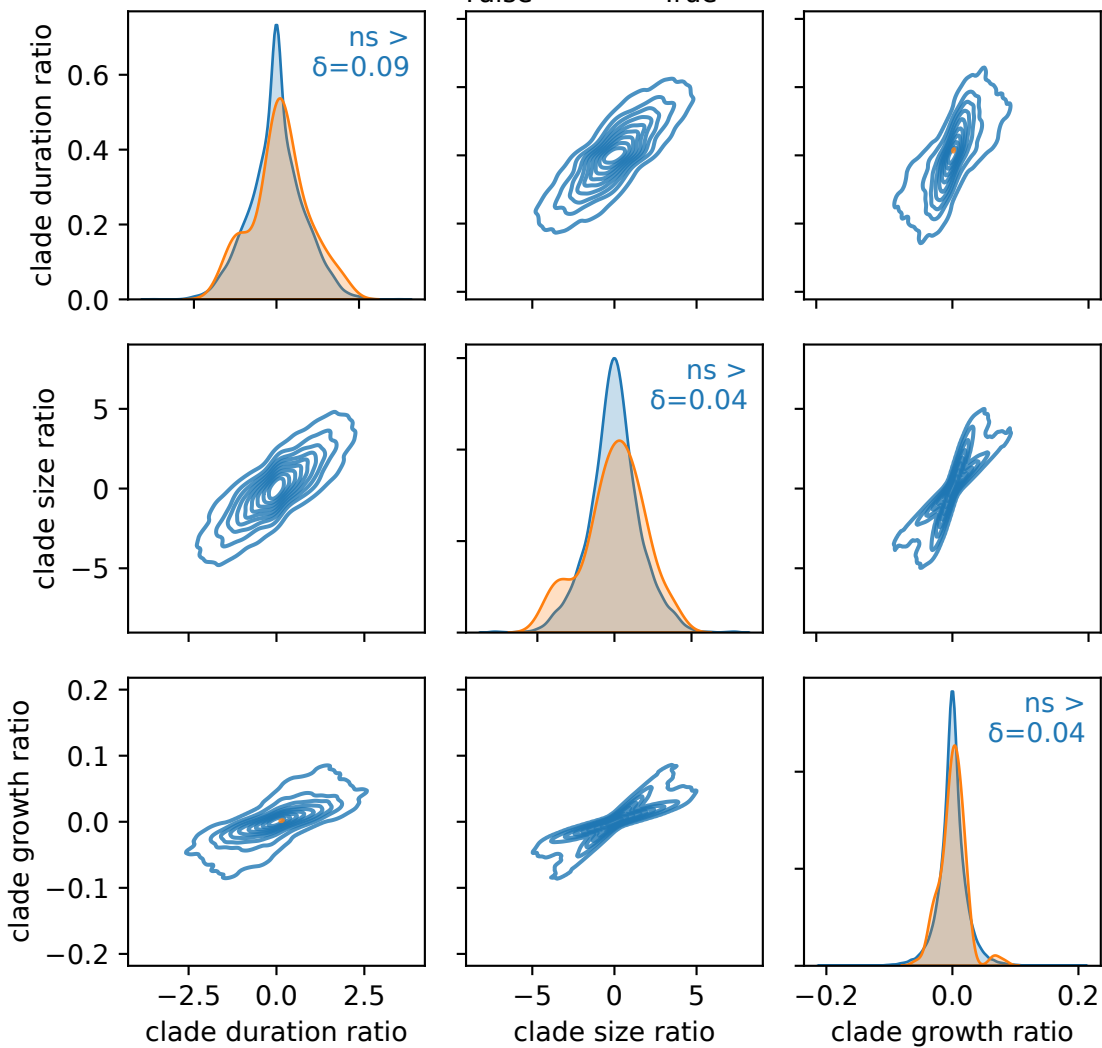 True
clade duration ratio
0.6
0.4
0.2
0.0
ns >
δ=0.09
clade size ratio
5
0
−5
ns >
δ=0.04
clade growth ratio
0.2
0.1
0.0
−0.1
−0.2
ns >
δ=0.04
−2.5 0.0 2.5
−5 0 5
−0.2 0.0 0.2
clade duration ratio
clade size ratio
clade growth ratio